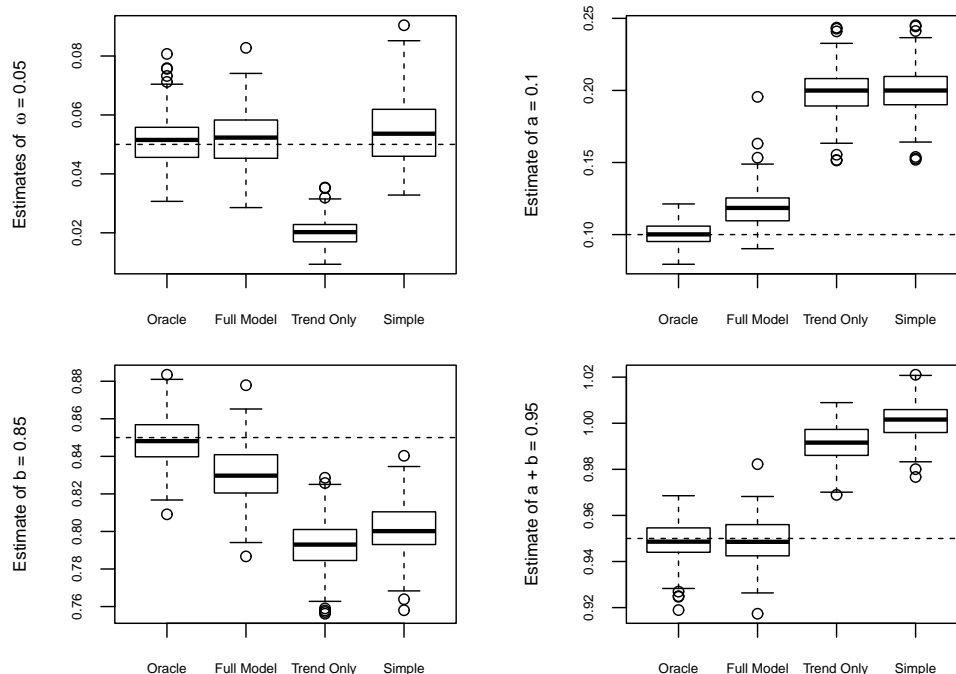 Estimates of ω = 0.05
0.08
0.06
0.04
0.02
Oracle Full Model Trend Only Simple
Estimate of a = 0.1
0.25
0.20
0.15
0.10
Oracle Full Model Trend Only Simple
Estimate of b = 0.85
0.88
0.86
0.84
0.82
0.80
0.78
0.76
Oracle Full Model Trend Only Simple
Estimate of a + b = 0.95
1.02
1.00
0.98
0.96
0.94
0.92
Oracle Full Model Trend Only Simple